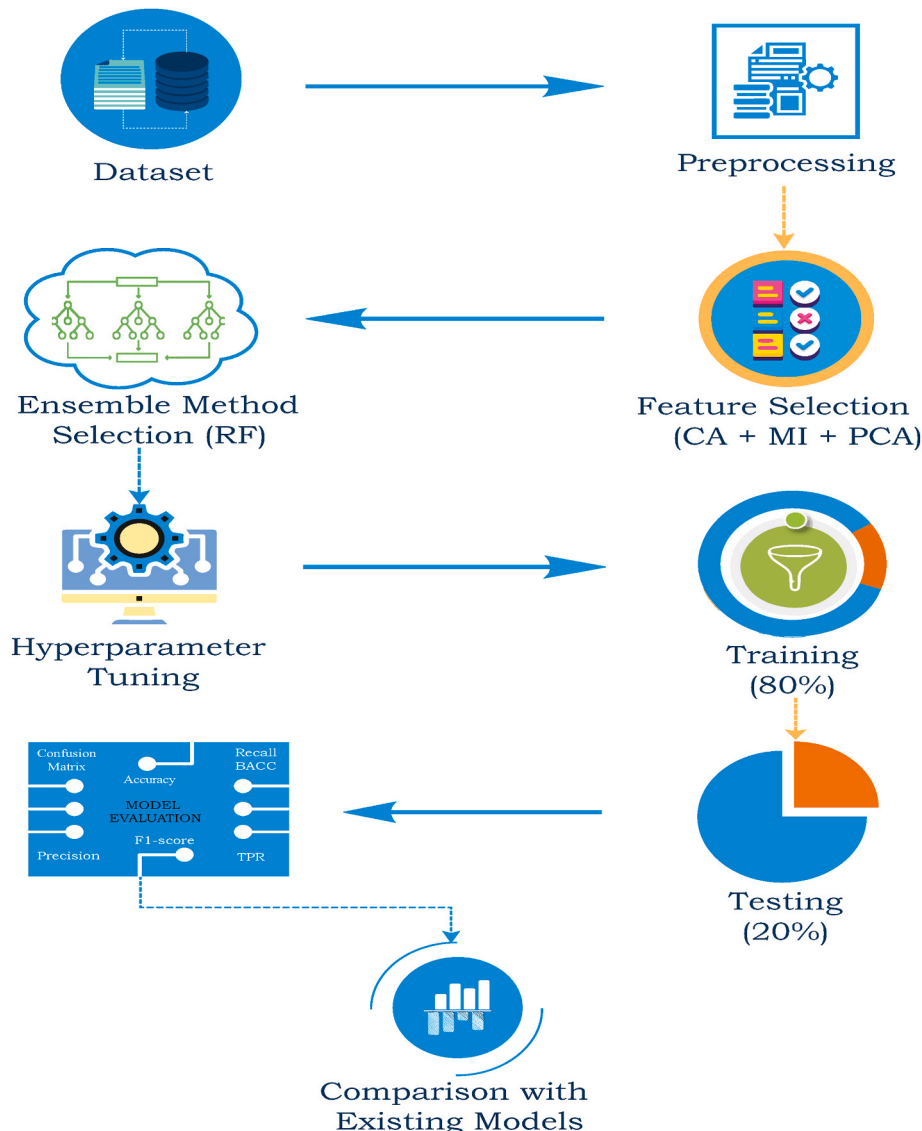 Dataset
Preprocessing
Ensemble Method
Selection (RF)
Feature Selection
(CA + MI + PCA)
Hyperparameter
Tuning
Training
(80%)
Confusion
Matrix
Accuracy
Recall
BACC
MODEL
EVALUATION
Precision
F1-score
TPR
Testing
(20%)
Comparison with
Existing Models